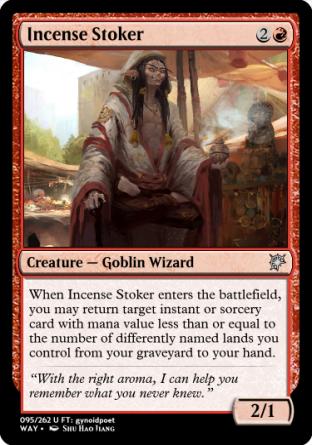 Incense Stoker 2
Creature — Goblin Wizard
When Incense Stoker enters the battlefield,
you may return target instant or sorcery
card with mana value less than or equal to
the number of differently named lands you
control from your graveyard to your hand.
“With the right aroma, I can help you
remember what you never knew.”
2/1
095/262 U FT: gynoidpoet
WAY • Shu Hao Jiang